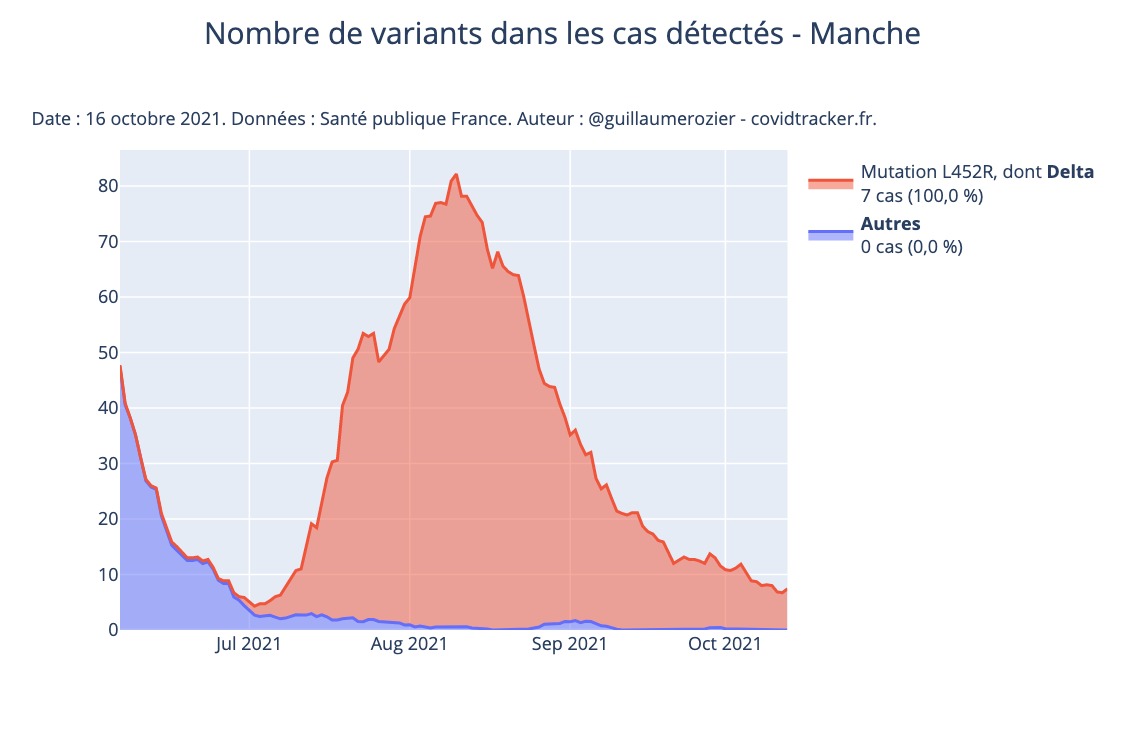 Nombre de variants dans les cas détectés - Manche
Date : 16 octobre 2021. Données : Santé publique France. Auteur : @guillaumerozier - covidtracker.fr.
Mutation L452R, dont Delta
7 cas (100,0 %)
Autres
0 cas (0,0 %)
80
70
60
50
40
30
20
10
0
Jul 2021
Aug 2021
Sep 2021
Oct 2021